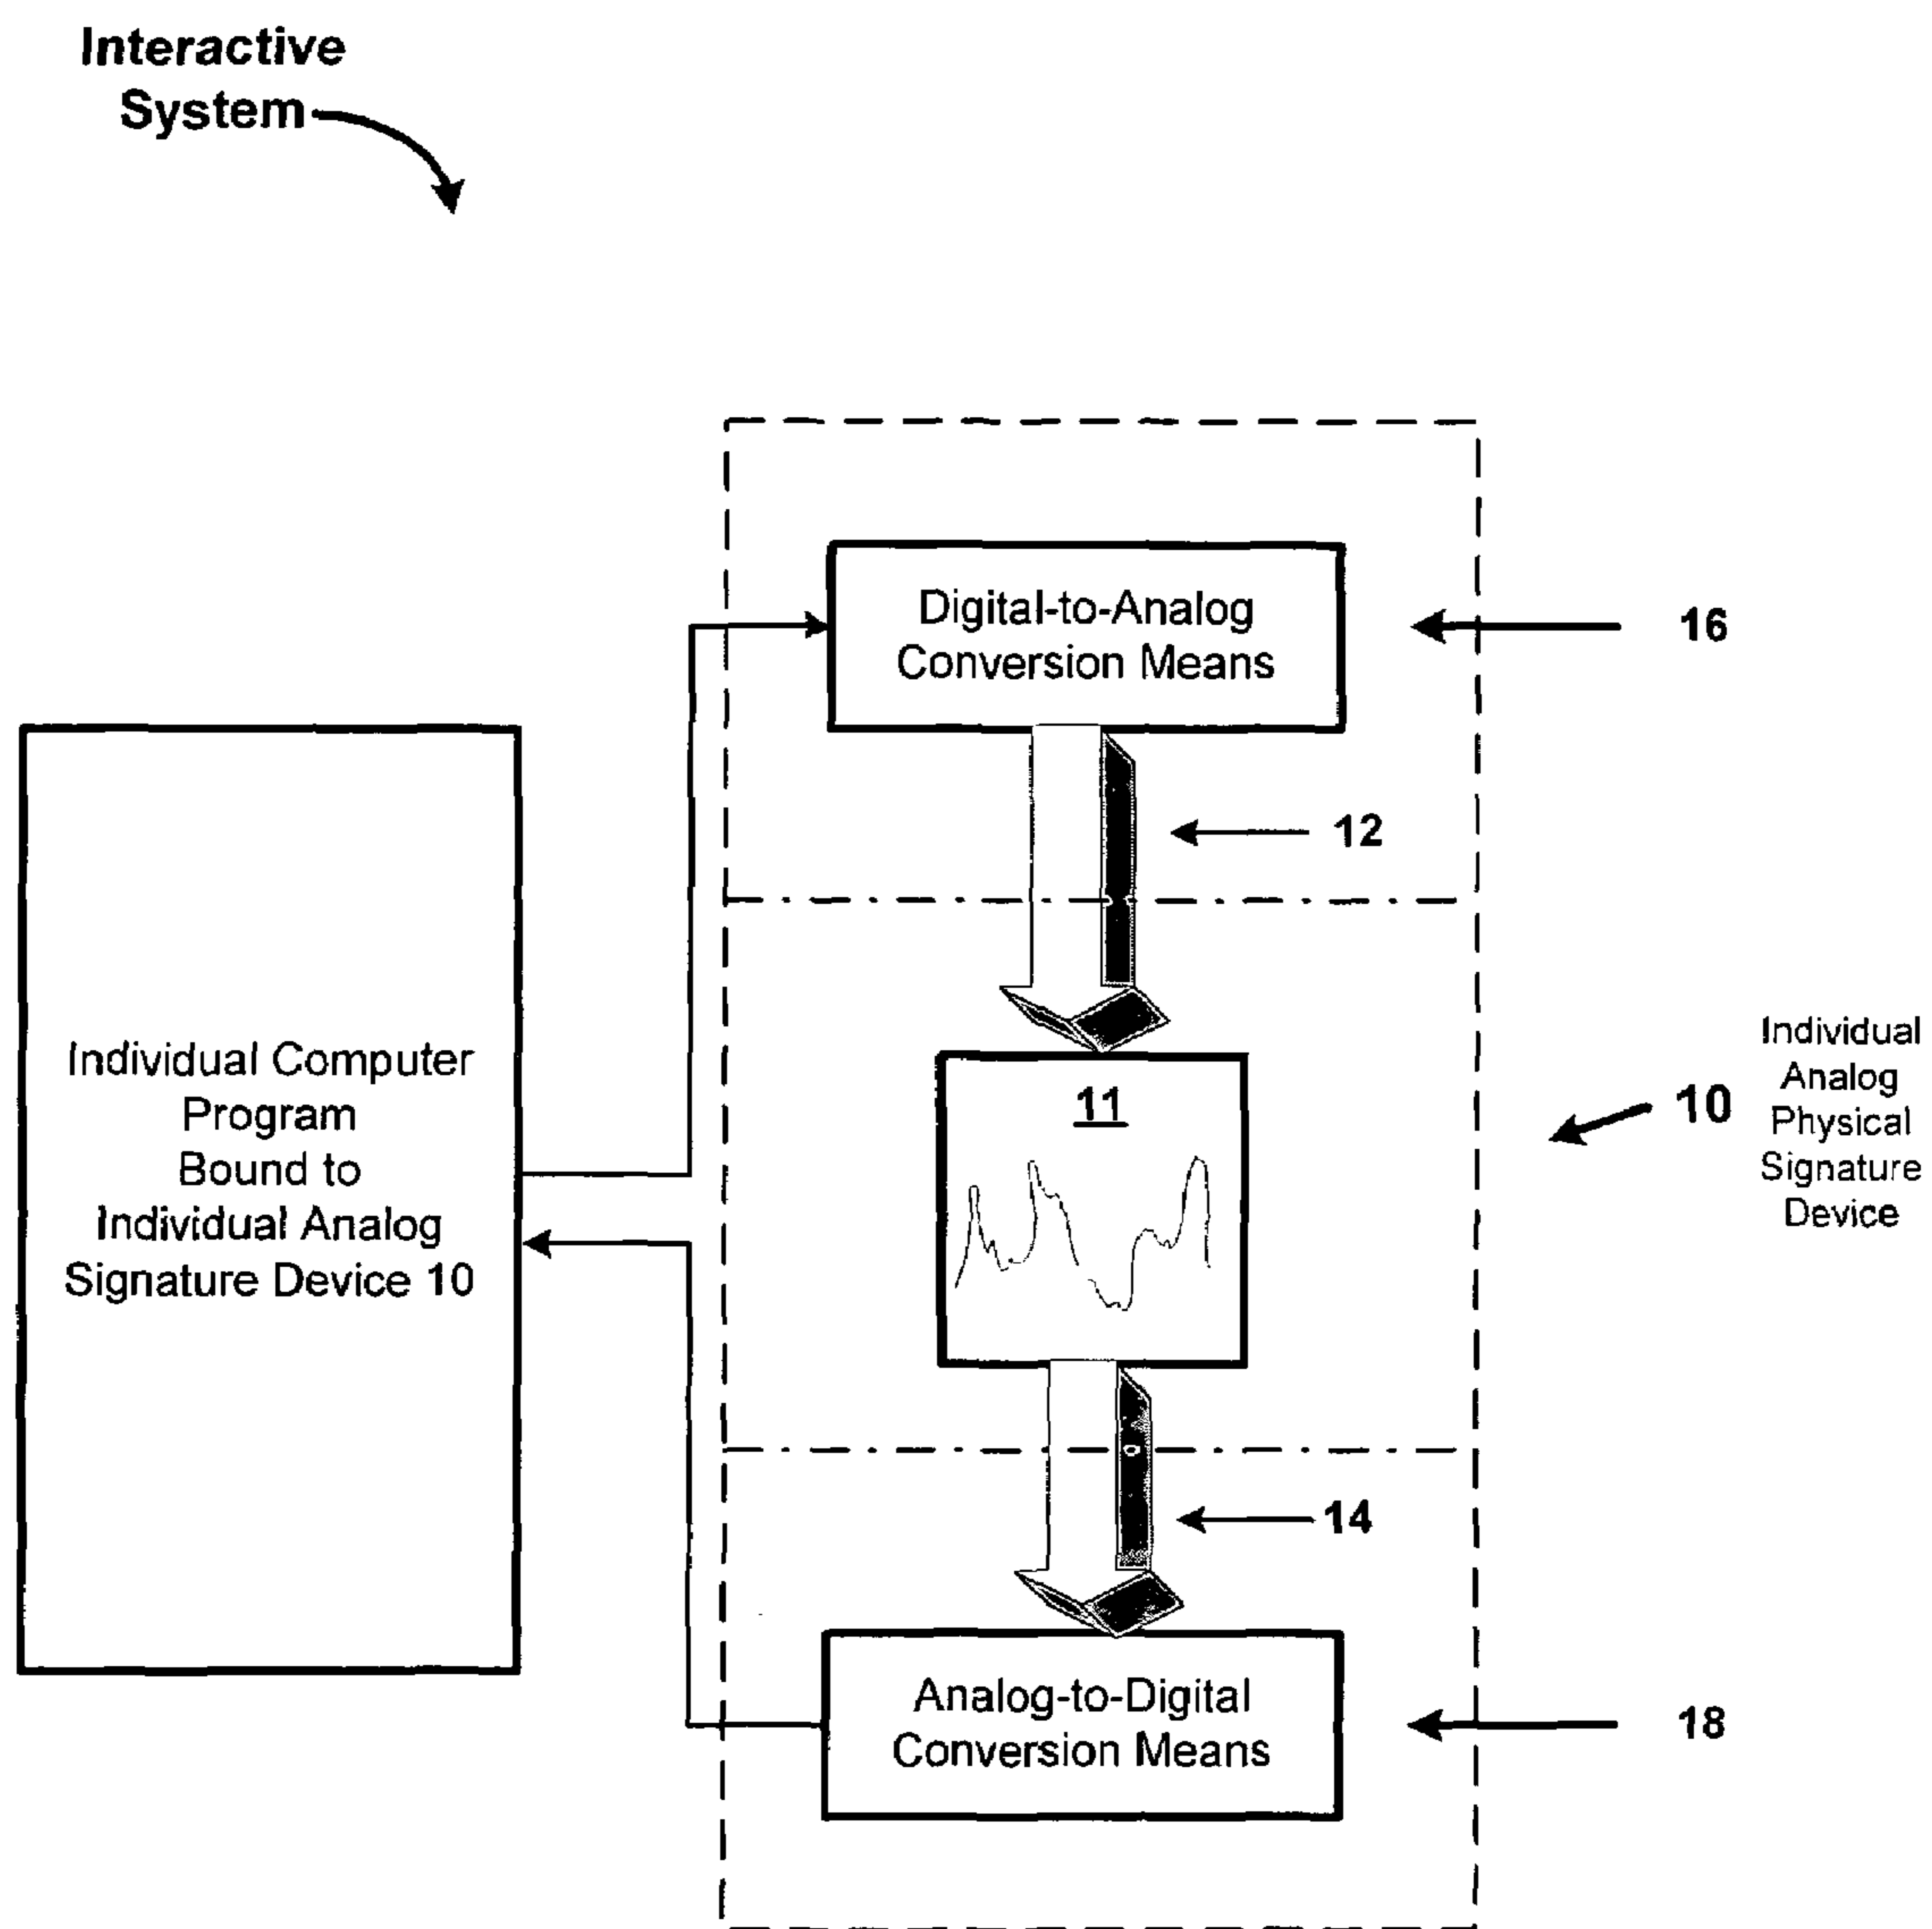 Interactive
System
Digital-to-Analog
Conversion Means
16
12
Individual Computer
Program
Bound to
Individual Analog
Signature Device 10
11
10
Individual
Analog
Physical
Signature
Device
14
Analog-to-Digital
Conversion Means
18